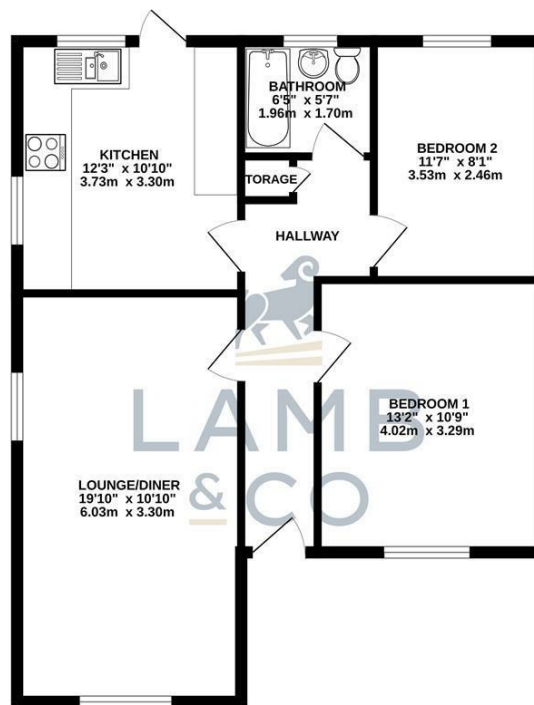 BATHROOM
6'5" x 5'7"
1.96m x 1.70m
KITCHEN
12'3" x 10'10"
3.73m x 3.30m
BEDROOM 2
11'7" x 8'1"
3.53m x 2.46m
TORAGE
HALLWAY
BEDROOM 1
13'2" x 10'9"
4.02m x 3.29m
LAMB
& CO
LOUNGE/DINER
19'10" x 10'10"
6.03m x 3.30m